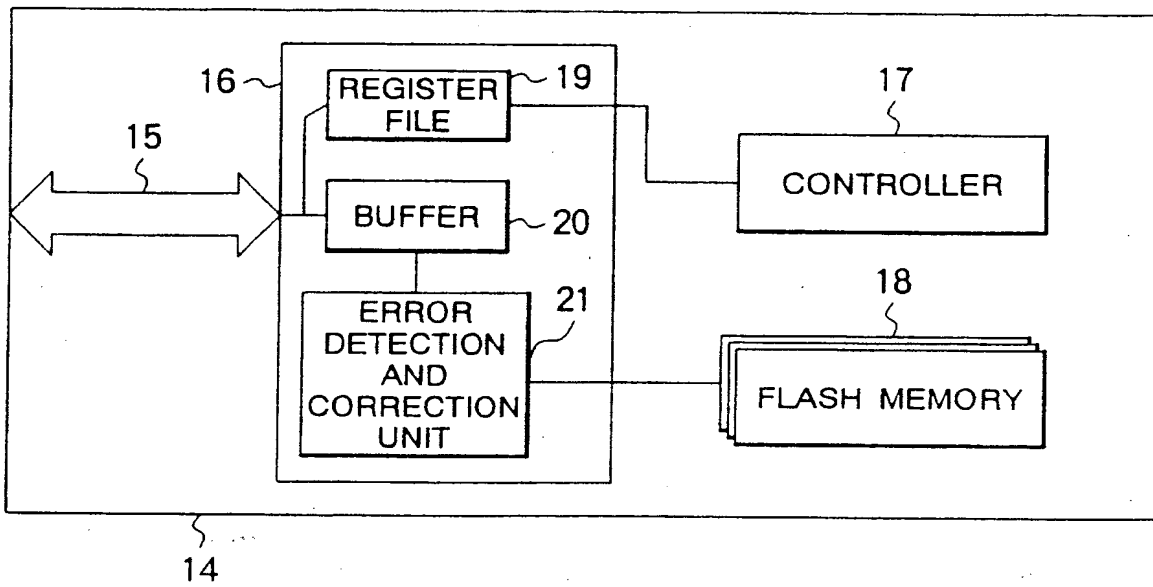 16
REGISTER
FILE
19
17
CONTROLLER
15
BUFFER
20
ERROR
DETECTION
AND
CORRECTION
UNIT
21
18
FLASH MEMORY
14